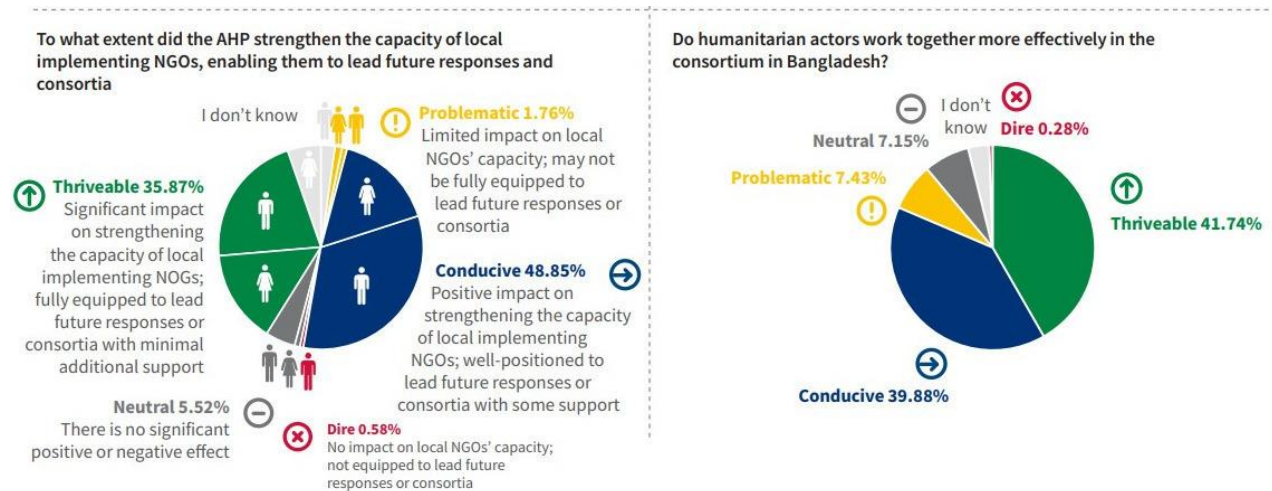 To what extent did the AHP strengthen the capacity of local
implementing NGOs, enabling them to lead future responses and
consortia
I don't know
Problematic 1.76%
Limited impact on local
NGOs' capacity; may not
be fully equipped to
lead future responses or
consortia
Thriveable 35.87%
Significant impact
on strengthening
the capacity of local
implementing NOGs;
fully equipped to lead
future responses or
consortia with minimal
additional support
Conducive 48.85%
Positive impact on
strengthening the capacity
of local implementing
NGOs; well-positioned to
lead future responses or
consortia with some support
Neutral 5.52%
There is no significant
positive or negative effect
Dire 0.58%
No impact on local NGOs' capacity;
not equipped to lead future
responses or consortia
Do humanitarian actors work together more effectively in the
consortium in Bangladesh?
I don't
know
Dire 0.28%
Neutral 7.15%
Problematic 7.43%
Thriveable 41.74%
Conducive 39.88%